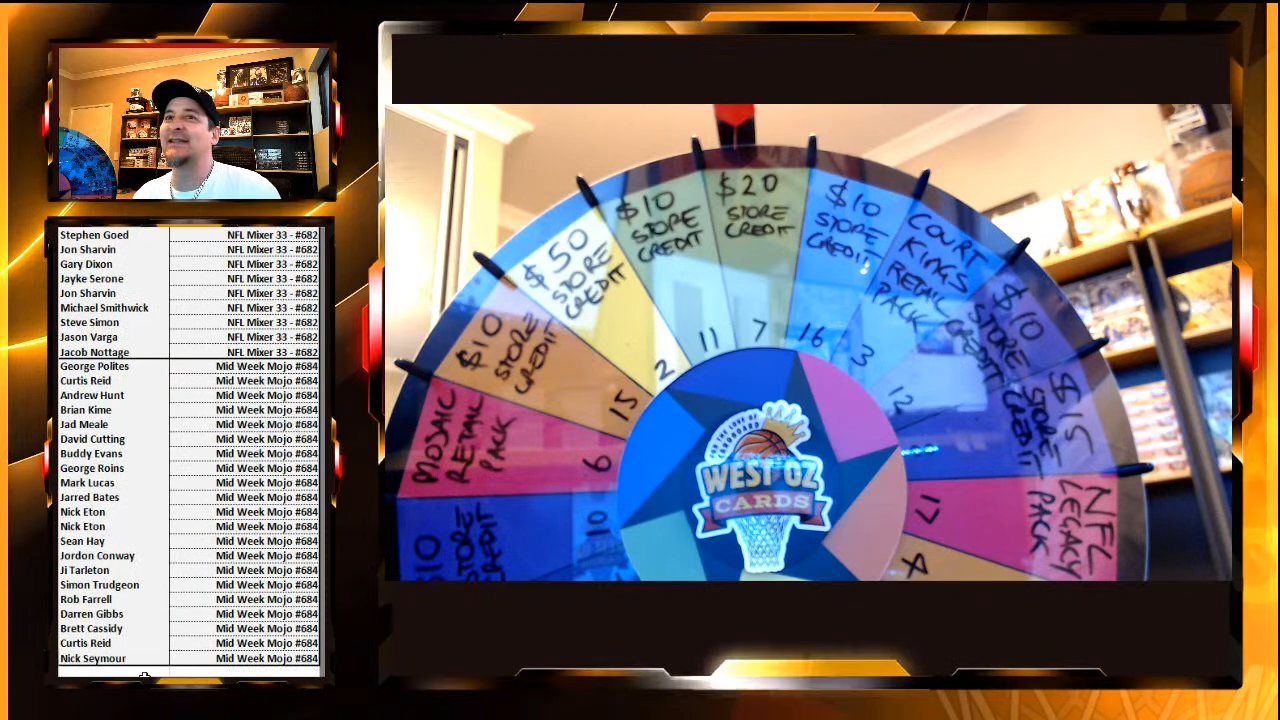 Stephen Goed NFL Mixer 33 - #682
Jon Sharvin NFL Mixer 33 - #682
Gary Dixon NFL Mixer 33 - #682
Jayke Serone NFL Mixer 33 - #682
Jon Sharvin NFL Mixer 33 - #682
Michael Smithwick NFL Mixer 33 - #682
Steve Simon NFL Mixer 33 - #682
Jason Varga NFL Mixer 33 - #682
Jacob Nottage NFL Mixer 33 - #682
George Polites Mid Week Mojo #684
Curtis Reid Mid Week Mojo #684
Andrew Hunt Mid Week Mojo #684
Brian Kime Mid Week Mojo #684
Jad Meale Mid Week Mojo #684
David Cutting Mid Week Mojo #684
Buddy Evans Mid Week Mojo #684
George Roins Mid Week Mojo #684
Mark Lucas Mid Week Mojo #684
Jarred Bates Mid Week Mojo #684
Nick Eton Mid Week Mojo #684
Nick Eton Mid Week Mojo #684
Sean Hay Mid Week Mojo #684
Jordon Conway Mid Week Mojo #684
Ji Tarleton Mid Week Mojo #684
Simon Trudgeon Mid Week Mojo #684
Rob Farrell Mid Week Mojo #684
Darren Gibbs Mid Week Mojo #684
Brett Cassidy Mid Week Mojo #684
Curtis Reid Mid Week Mojo #684
Nick Seymour Mid Week Mojo #684
$10
STORE
CREDIT
10
MOSAIC
RETAIL
PACK
6
$10
STORE
CREDIT
15
$50
STORE
CREDIT
2
$10
STORE
CREDIT
11
$20
STORE
CREDIT
7
$10
STORE
CREDIT
16
COURT
KINGS
RETAIL
PACK
3
$10
STORE
CREDIT
12
$15
STORE
CREDIT
NFL
LEGACY
PACK
17
4
FOR THE LOVE OF
CARDBOARD
WEST OZ
CARDS